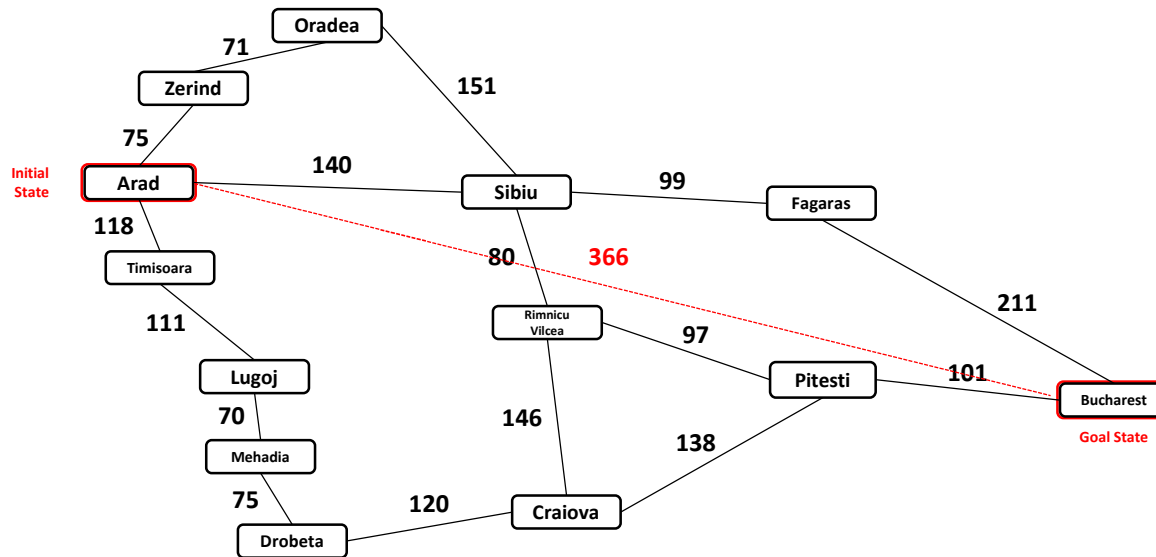 Oradea
71
Zerind
151
75
Initial
State
Arad
140
Sibiu
99
Fagaras
118
Timisoara
80
366
111
Rimnicu
Vilcea
97
211
Lugoj
Pitesti
101
Bucharest
70
146
138
Goal State
Mehadia
75
120
Craiova
Drobeta